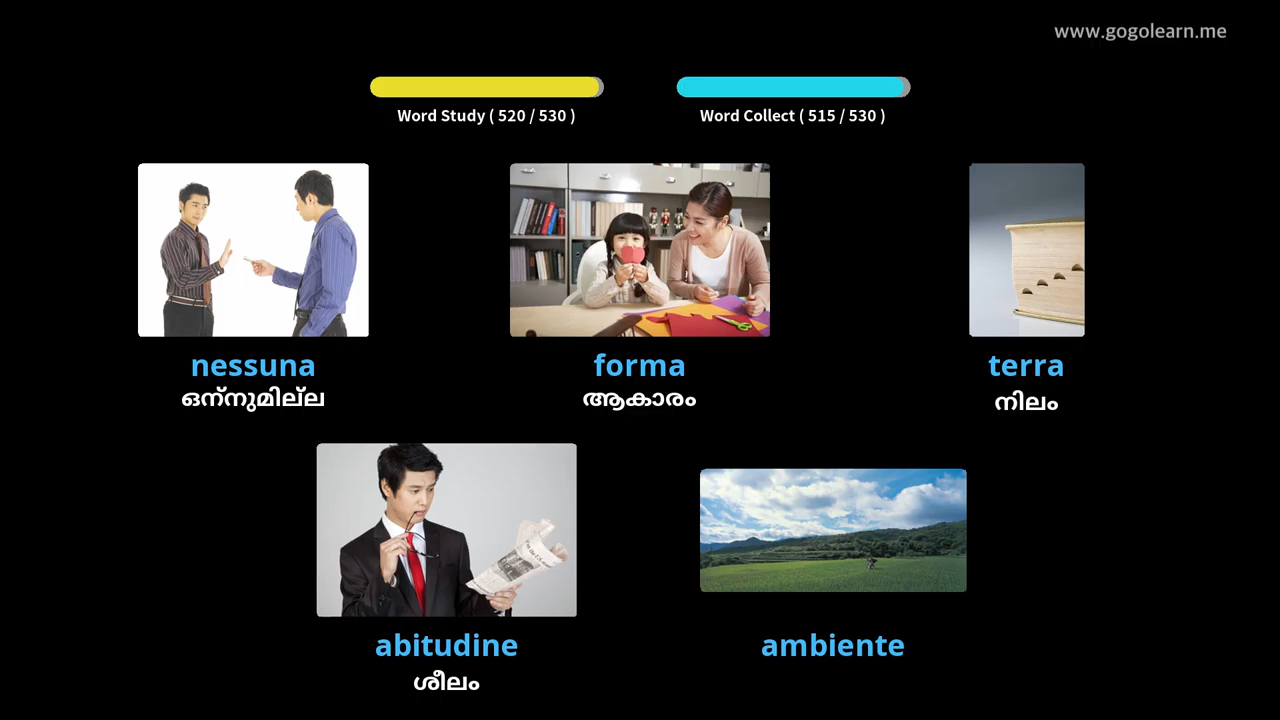 www.gogolearn.me
Word Study ( 520 / 530 )
Word Collect ( 515 / 530 )
nessuna
ഒന്നുമില്ല
forma
ആകാരം
terra
നിലം
abitudine
ശീലം
ambiente